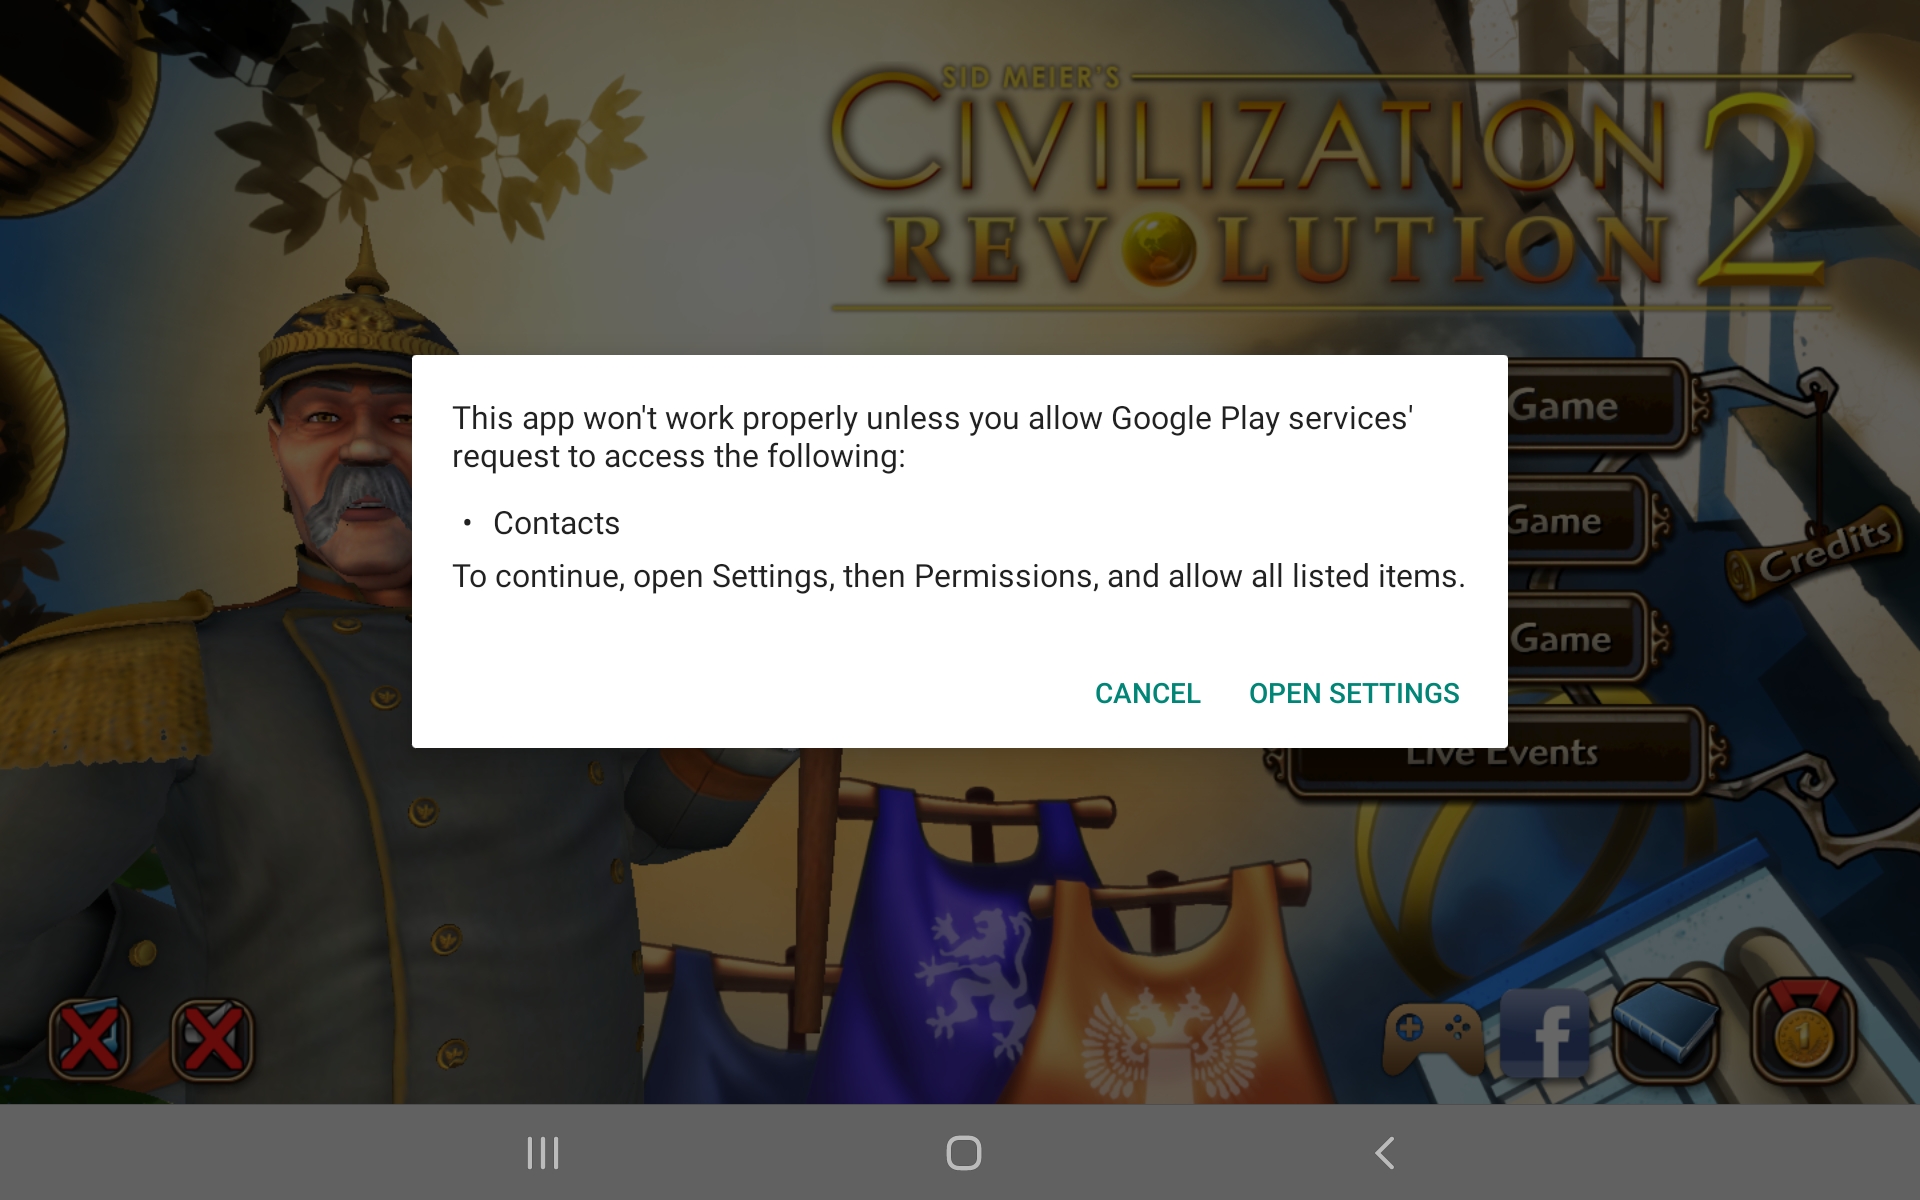 SID MEIER'S
CIVILIZATION
REVOLUTION 2
This app won't work properly unless you allow Google Play services'
request to access the following:
• Contacts
To continue, open Settings, then Permissions, and allow all listed items.
CANCEL OPEN SETTINGS
Game
Game
Credits
Game
Live Events
f
1